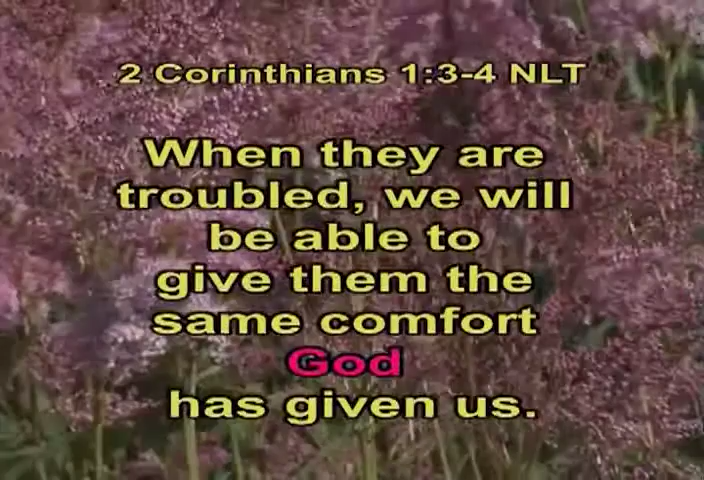 2 Corinthians 1:3-4 NLT
When they are
troubled, we will
be able to
give them the
same comfort
God
has given us.